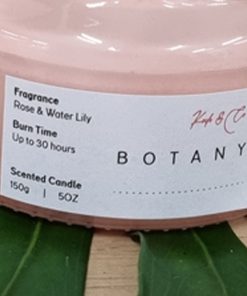 Fragrance
Rose & Water Lily
Burn Time
Up to 30 hours
Scented Candle
150g | 5OZ
BOTANY